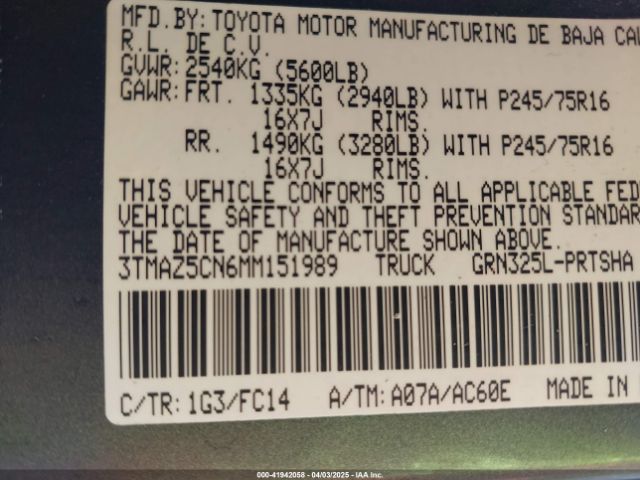 MFD.BY: TOYOTA MOTOR MANUFACTURING DE BAJA
R.L. DE C.V.
GVWR: 2540KG (5600LB)
GAWR: FRT. 1335KG (2940LB) WITH P245/75R16
16X7J RIMS.
RR. 1490KG (3280LB) WITH P245/75R16
16X7J RIMS.
THIS VEHICLE CONFORMS TO ALL APPLICABLE FED
VEHICLE SAFETY AND THEFT PREVENTION STANDAR
THE DATE OF MANUFACTURE SHOWN ABOVE.
3TMAZ5CN6MM151989 TRUCK GRN325L-PRTSHA
C/TR: 1G3/FC14 A/TM: A07A/AC60E MADE IN
000-41942058 - 04/03/2025 - IAA Inc.